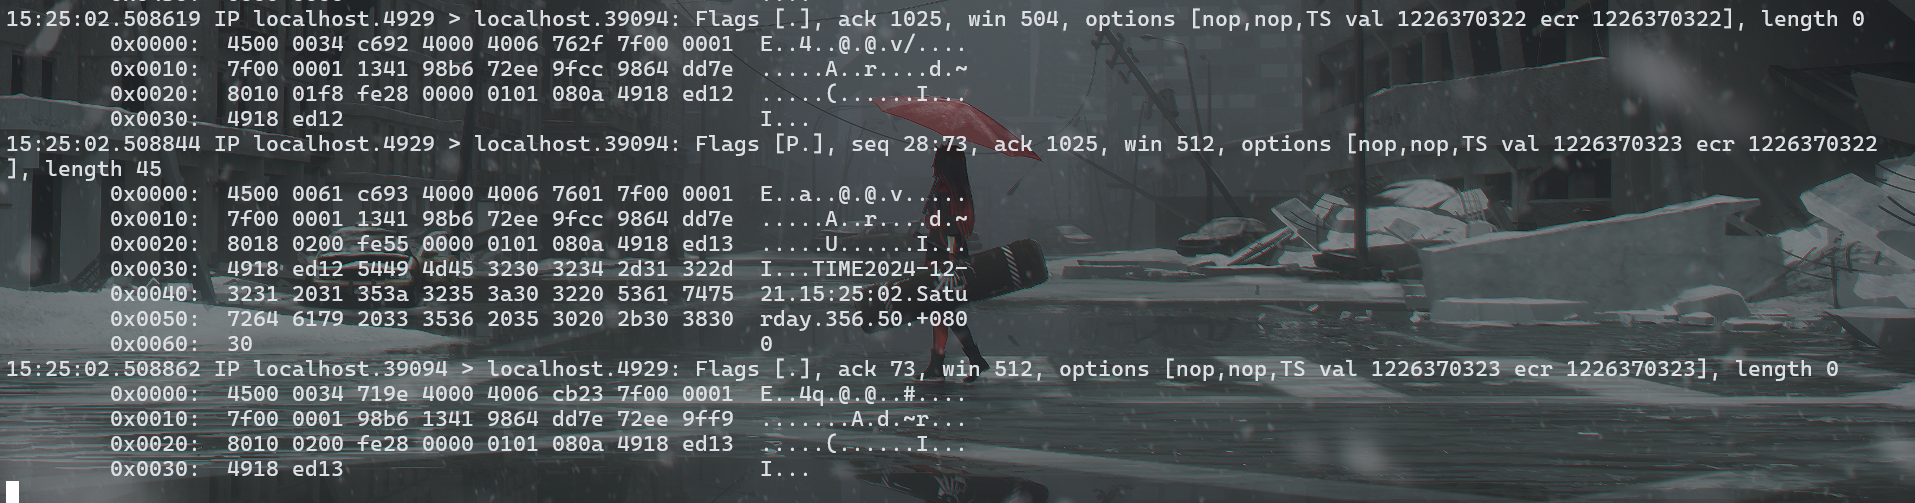 15:25:02.508619 IP localhost.4929 > localhost.39094: Flags [.], ack 1025, win 504, options [nop,nop,TS val 1226370322 ecr 1226370322], length 0
0x0000:  4500 0034 c692 4000 4006 762f 7f00 0001  E..4..@.@.v/....
0x0010:  7f00 0001 1341 98b6 72ee 9fcc 9864 dd7e  .....A..r....d.~
0x0020:  8010 01f8 fe28 0000 0101 080a 4918 ed12  .....(......I...
0x0030:  4918 ed12                                I...
15:25:02.508844 IP localhost.4929 > localhost.39094: Flags [P.], seq 28:73, ack 1025, win 512, options [nop,nop,TS val 1226370323 ecr 1226370322
], length 45
0x0000:  4500 0061 c693 4000 4006 7601 7f00 0001  E..a..@.@.v.....
0x0010:  7f00 0001 1341 98b6 72ee 9fcc 9864 dd7e  .....A..r....d.~
0x0020:  8018 0200 fe55 0000 0101 080a 4918 ed13  .....U......I...
0x0030:  4918 ed12 5449 4d45 3230 3234 2d31 322d  I...TIME2024-12-
0x0040:  3231 2031 353a 3235 3a30 3220 5361 7475  21.15:25:02.Satu
0x0050:  7264 6179 2033 3536 2035 3020 2b30 3830  rday.356.50.+080
0x0060:  30                                       0
15:25:02.508862 IP localhost.39094 > localhost.4929: Flags [.], ack 73, win 512, options [nop,nop,TS val 1226370323 ecr 1226370323], length 0
0x0000:  4500 0034 719e 4000 4006 cb23 7f00 0001  E..4q.@.@..#....
0x0010:  7f00 0001 98b6 1341 9864 dd7e 72ee 9ff9  .......A.d.~r...
0x0020:  8010 0200 fe28 0000 0101 080a 4918 ed13  .....(......I...
0x0030:  4918 ed13                                I...